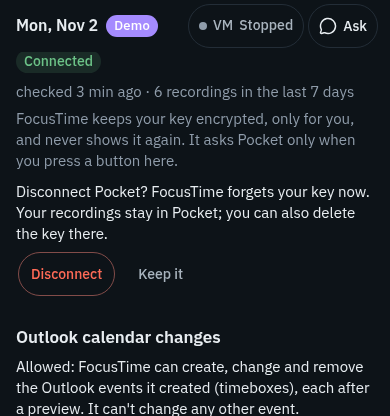 Mon, Nov 2 Demo VM Stopped Ask
Connected
checked 3 min ago · 6 recordings in the last 7 days
FocusTime keeps your key encrypted, only for you,
and never shows it again. It asks Pocket only when
you press a button here.
Disconnect Pocket? FocusTime forgets your key now.
Your recordings stay in Pocket; you can also delete
the key there.
Disconnect Keep it
Outlook calendar changes
Allowed: FocusTime can create, change and remove
the Outlook events it created (timeboxes), each after
a preview. It can't change any other event.